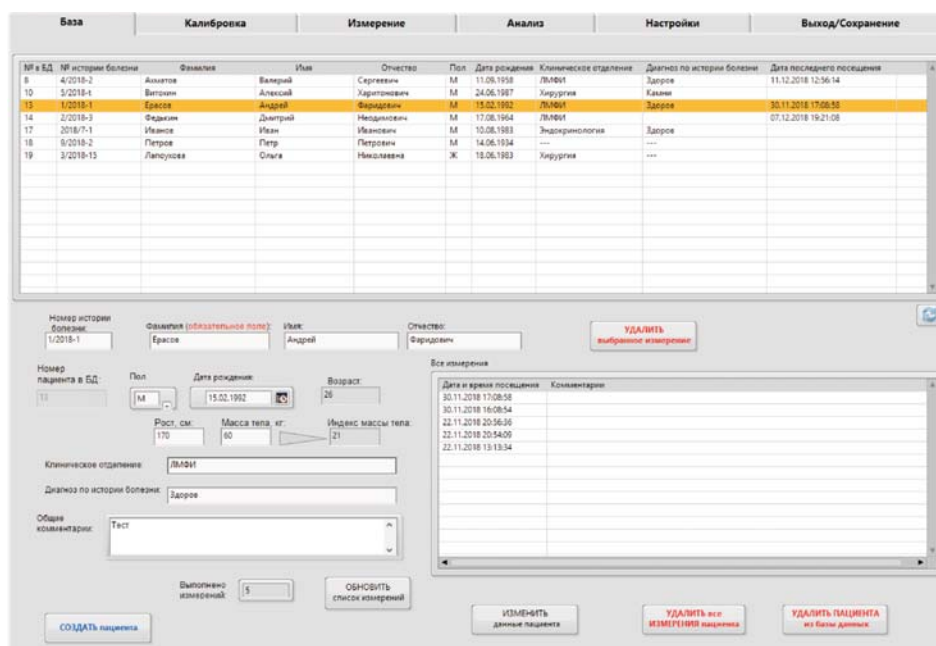 База Калибровка Измерение Анализ Настройки Выход/Сохранение
№ в БД № истории болезни Фамилия Имя Отчество Пол Дата рождения Клиническое отделение Диагноз по истории болезни Дата последнего посещения
8 4/2018-2 Ахматов Валерий Сергеевич М 11.09.1958 ЛМФИ Здоров 11.12.2018 12:56:14
10 5/2018-t Витохин Алексей Харитонович М 24.06.1987 Хирургия Камни
13 1/2018-1 Ерасов Андрей Фаридович М 15.02.1992 ЛМФИ Здоров 30.11.2018 17:08:58
14 2/2018-3 Федькин Дмитрий Неодимович М 17.08.1964 ЛМФИ 07.12.2018 19:21:08
17 2018/7-1 Иванов Иван Иванович М 10.08.1983 Эндокринология Здоров
18 9/2018-2 Петров Петр Петрович М 14.06.1934 --- ---
19 3/2018-15 Лапоухова Ольга Николаевна Ж 18.06.1983 Хирургия ---
Номер истории
болезни: Фамилия (обязательное поле): Имя: Отчество:
1/2018-1 Ерасов Андрей Фаридович
УДАЛИТЬ
выбранное измерение
Номер
пациента в БД: Пол Дата рождения: Возраст:
13 М 15.02.1992 26
Рост, см: Масса тела, кг: Индекс массы тела:
170 60 21
Клиническое отделение: ЛМФИ
Диагноз по истории болезни: Здоров
Общие
комментарии: Тест
Все измерения
Дата и время посещения Комментарии
30.11.2018 17:08:58
30.11.2018 16:08:54
22.11.2018 20:56:36
22.11.2018 20:54:09
22.11.2018 13:13:34
Выполнено
измерений: 5
ОБНОВИТЬ
список измерений
СОЗДАТЬ пациента
ИЗМЕНИТЬ
данные пациента
УДАЛИТЬ все
ИЗМЕРЕНИЯ пациента
УДАЛИТЬ ПАЦИЕНТА
из базы данных